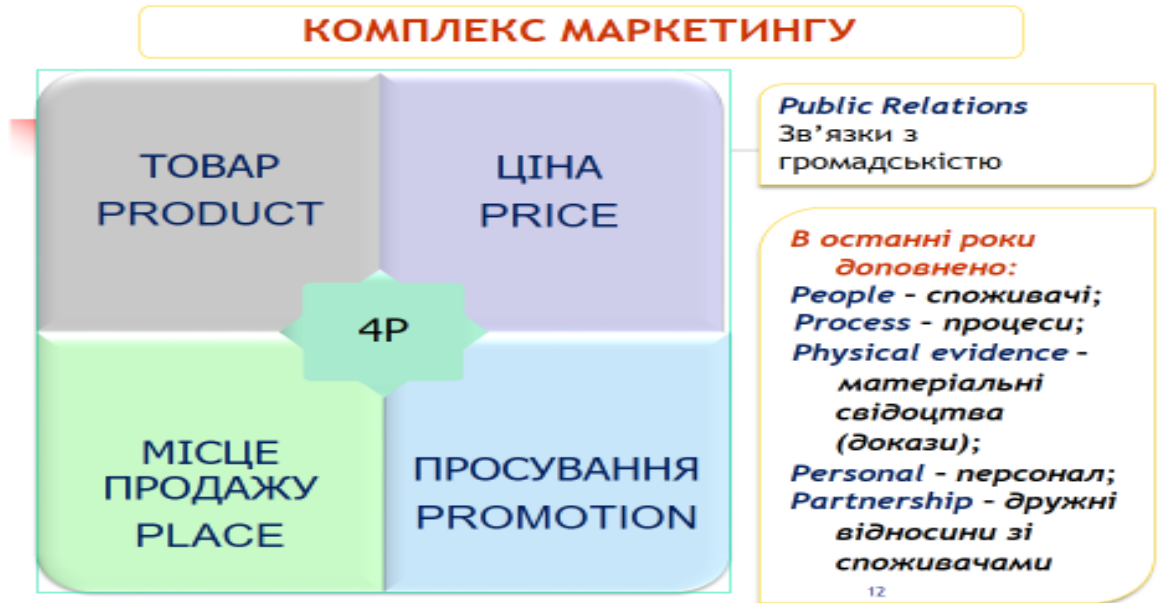 КОМПЛЕКС МАРКЕТИНГУ
ТОВАР
PRODUCT
ЦІНА
PRICE
4P
МІСЦЕ
ПРОДАЖУ
PLACE
ПРОСУВАННЯ
PROMOTION
Public Relations
Зв’язки з
громадськістю
В останні роки
доповнено:
People – споживачі;
Process – процеси;
Physical evidence –
матеріальні
свідоцтва
(докази);
Personal – персонал;
Partnership – дружні
відносини зі
споживачами
12